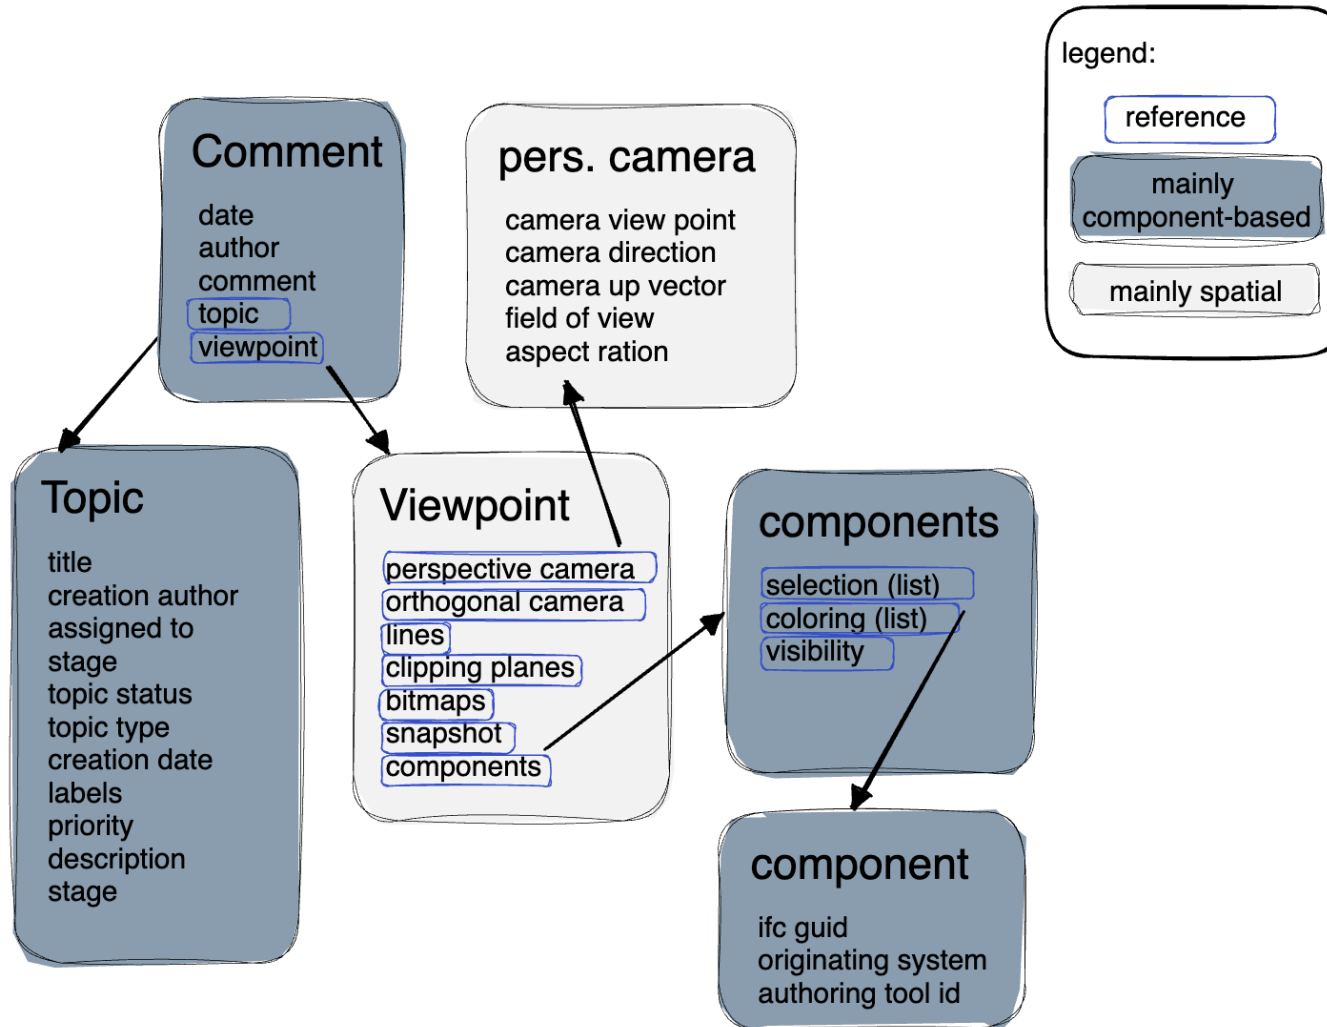 legend:
reference
mainly
component-based
mainly spatial
Comment
date
author
comment
topic
viewpoint
pers. camera
camera view point
camera direction
camera up vector
field of view
aspect ration
Topic
title
creation author
assigned to
stage
topic status
topic type
creation date
labels
priority
description
stage
Viewpoint
perspective camera
orthogonal camera
lines
clipping planes
bitmaps
snapshot
components
components
selection (list)
coloring (list)
visibility
component
ifc guid
originating system
authoring tool id